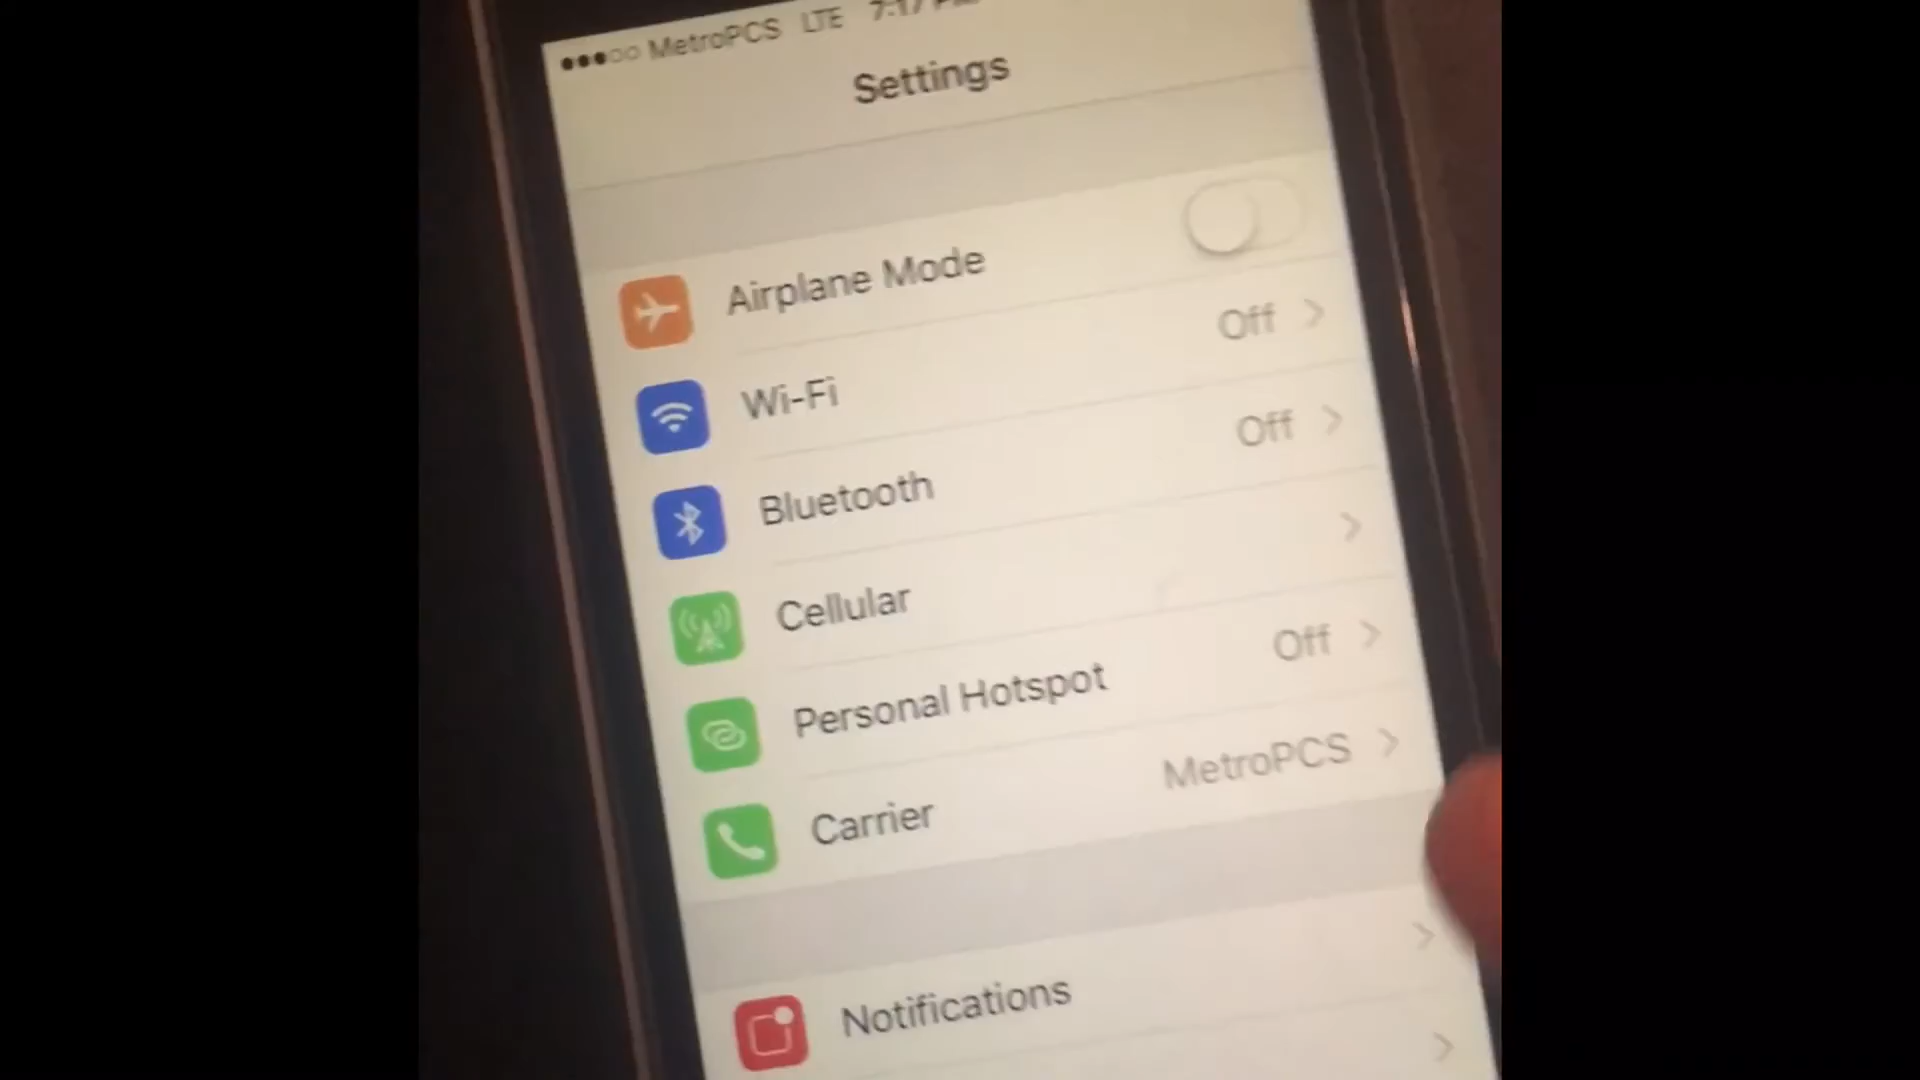 MetroPCS LTE 7:17 PM
Settings
Airplane Mode
Wi-Fi Off
Bluetooth Off
Cellular
Personal Hotspot Off
Carrier MetroPCS
Notifications